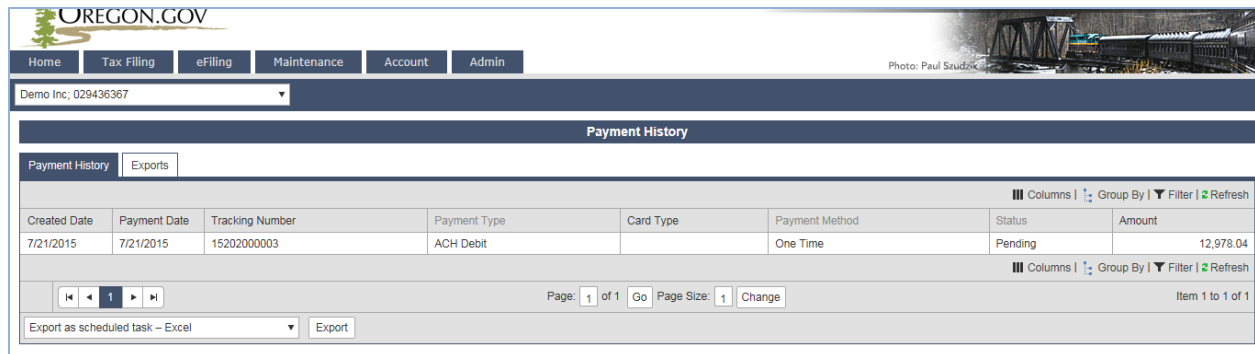 OREGON.GOV
Home Tax Filing eFiling Maintenance Account Admin
Photo: Paul Szudzik
Demo Inc; 029436367
Payment History
Payment History Exports
Columns | Group By | Filter | Refresh
Created Date Payment Date Tracking Number Payment Type Card Type Payment Method Status Amount
7/21/2015 7/21/2015 15202000003 ACH Debit One Time Pending 12,978.04
Columns | Group By | Filter | Refresh
1 Page: 1 of 1 Go Page Size: 1 Change Item 1 to 1 of 1
Export as scheduled task – Excel Export